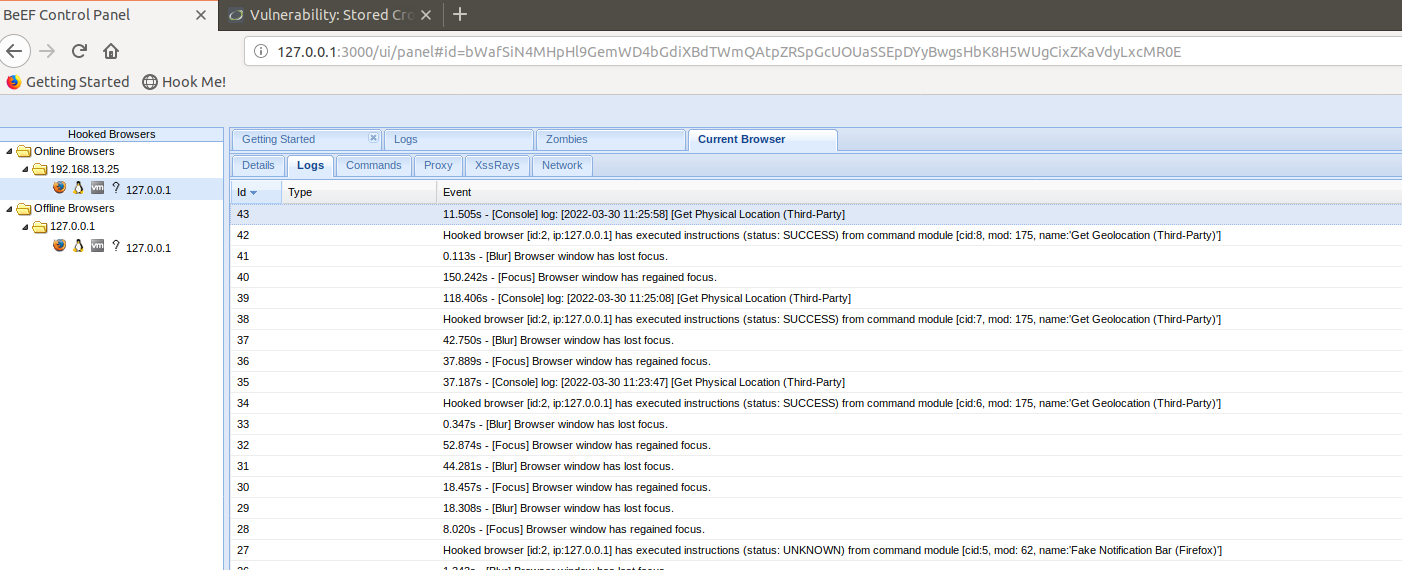 BeEF Control Panel
Vulnerability: Stored Cro
127.0.0.1:3000/ui/panel#id=bWafSiN4MHpHl9GemWD4bGdiXBdTWmQAtpZRSpGcUOUaSSEpDYyBwgsHbK8H5WUgCixZKaVdyLxcMR0E
Getting Started Hook Me!
Hooked Browsers
Online Browsers
192.168.13.25
vm ? 127.0.0.1
Offline Browsers
127.0.0.1
vm ? 127.0.0.1
Getting Started Logs Zombies Current Browser
Details Logs Commands Proxy XssRays Network
Id Type Event
43 11.505s - [Console] log: [2022-03-30 11:25:58] [Get Physical Location (Third-Party]
42 Hooked browser [id:2, ip:127.0.0.1] has executed instructions (status: SUCCESS) from command module [cid:8, mod: 175, name:'Get Geolocation (Third-Party)']
41 0.113s - [Blur] Browser window has lost focus.
40 150.242s - [Focus] Browser window has regained focus.
39 118.406s - [Console] log: [2022-03-30 11:25:08] [Get Physical Location (Third-Party]
38 Hooked browser [id:2, ip:127.0.0.1] has executed instructions (status: SUCCESS) from command module [cid:7, mod: 175, name:'Get Geolocation (Third-Party)']
37 42.750s - [Blur] Browser window has lost focus.
36 37.889s - [Focus] Browser window has regained focus.
35 37.187s - [Console] log: [2022-03-30 11:23:47] [Get Physical Location (Third-Party]
34 Hooked browser [id:2, ip:127.0.0.1] has executed instructions (status: SUCCESS) from command module [cid:6, mod: 175, name:'Get Geolocation (Third-Party)']
33 0.347s - [Blur] Browser window has lost focus.
32 52.874s - [Focus] Browser window has regained focus.
31 44.281s - [Blur] Browser window has lost focus.
30 18.457s - [Focus] Browser window has regained focus.
29 18.308s - [Blur] Browser window has lost focus.
28 8.020s - [Focus] Browser window has regained focus.
27 Hooked browser [id:2, ip:127.0.0.1] has executed instructions (status: UNKNOWN) from command module [cid:5, mod: 62, name:'Fake Notification Bar (Firefox)']